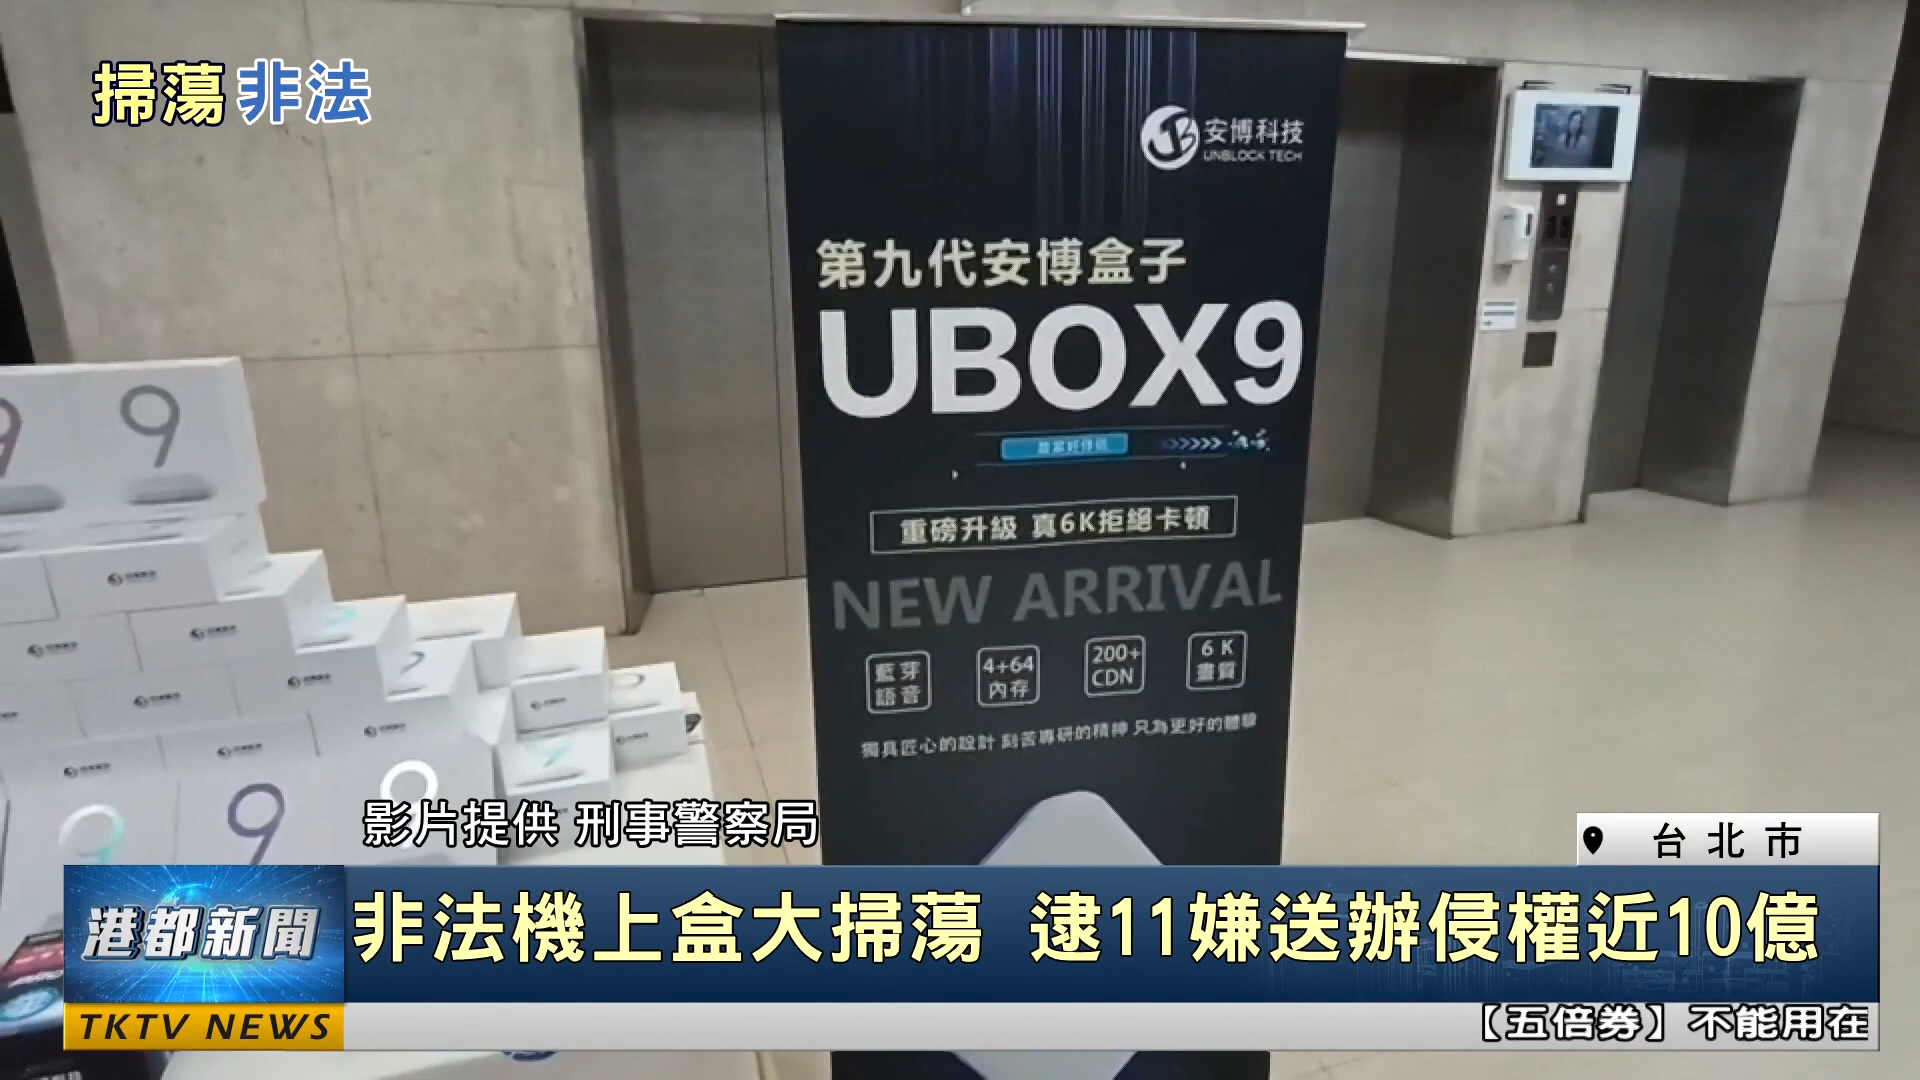 掃蕩非法
安博科技
UNBLOCK TECH
第九代安博盒子
UBOX9
重磅升級 真6K拒絕卡頓
NEW ARRIVAL
藍芽
語音
4+64
內存
200+
CDN
6 K
畫質
獨具匠心的設計 刻苦專研的精神 只為更好的體驗
9
9
9
影片提供 刑事警察局
台北市
港都新聞
非法機上盒大掃蕩 逮11嫌送辦侵權近10億
TKTV NEWS
【五倍券】不能用在